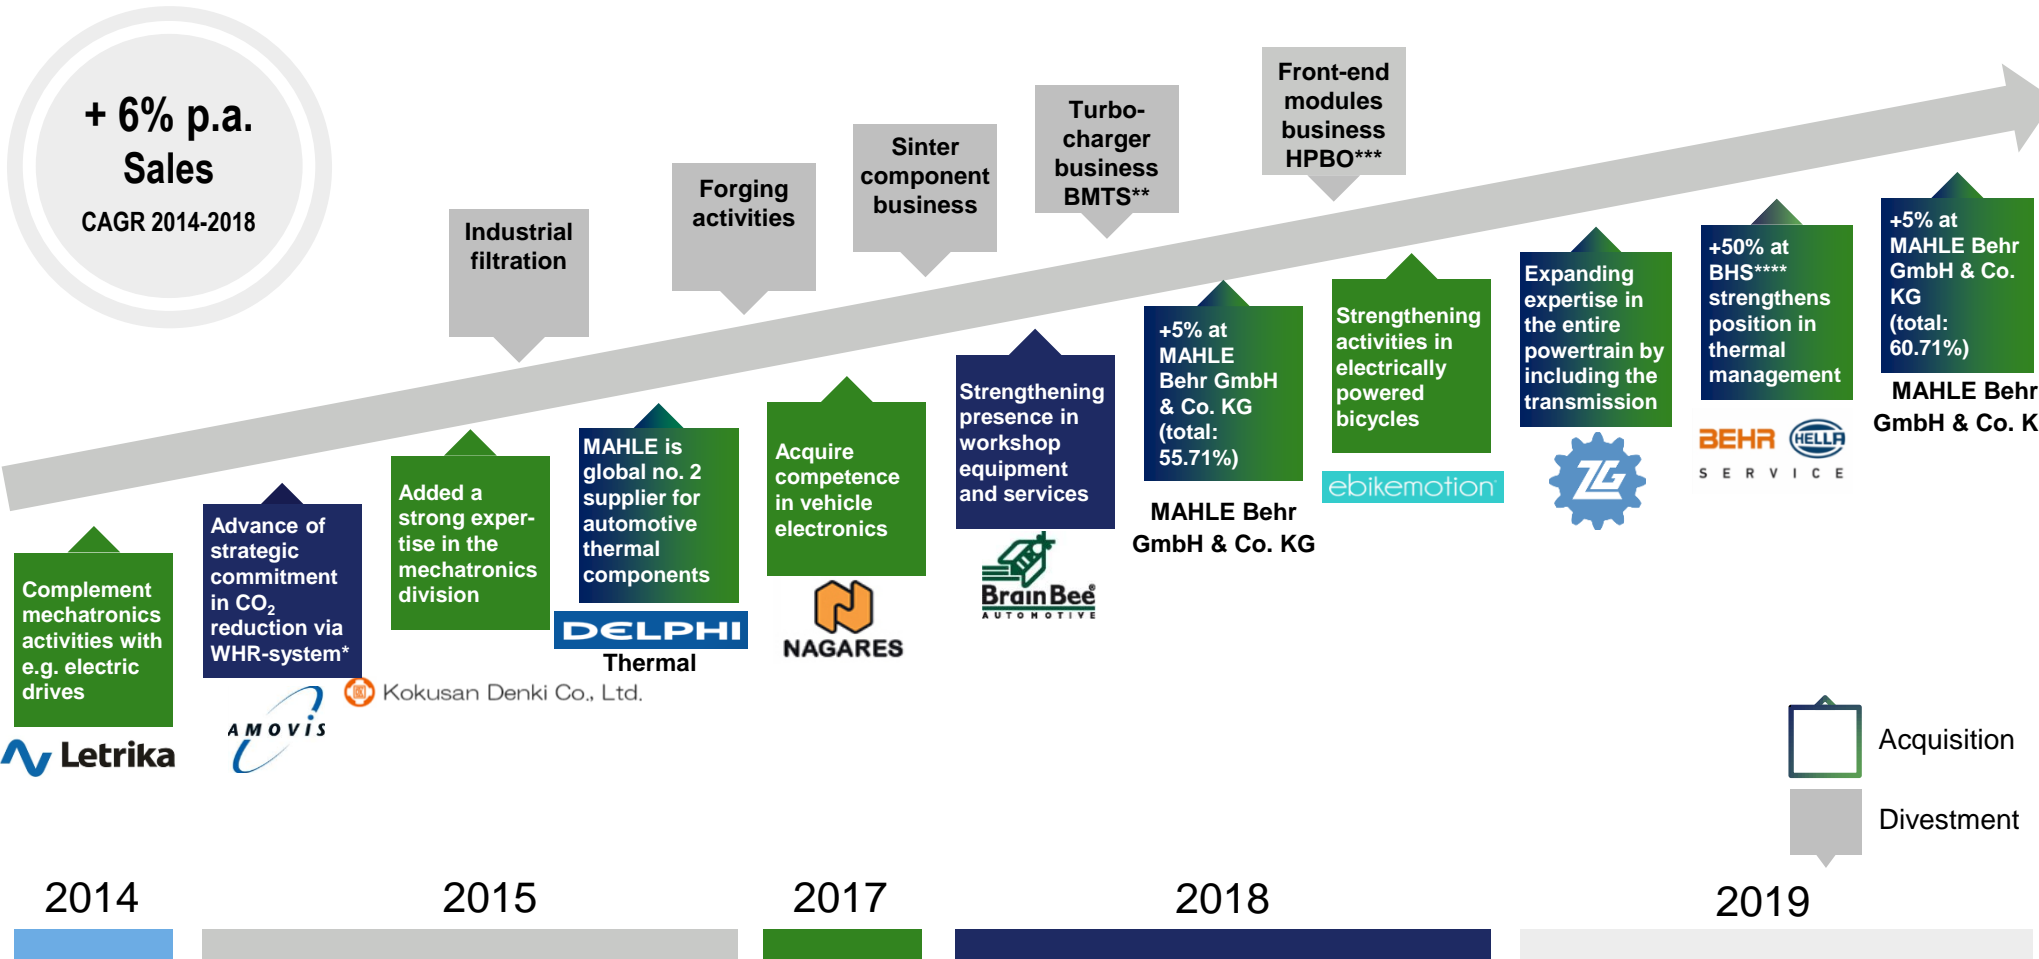 + 6% p.a.
Sales
CAGR 2014-2018
Industrial
filtration
Forging
activities
Sinter
component
business
Turbo-
charger
business
BMTS**
Front-end
modules
business
HPBO***
Complement
mechatronics
activities with
e.g. electric
drives
Letrika
Advance of
strategic
commitment
in CO₂
reduction via
WHR-system*
AMOVIS
Added a
strong exper-
tise in the
mechatronics
division
Kokusan Denki Co., Ltd.
MAHLE is
global no. 2
supplier for
automotive
thermal
components
DELPHI
Thermal
Acquire
competence
in vehicle
electronics
NAGARES
Strengthening
presence in
workshop
equipment
and services
BrainBee®
AUTOMOTIVE
+5% at
MAHLE
Behr GmbH
& Co. KG
(total:
55.71%)
MAHLE Behr
GmbH & Co. KG
Strengthening
activities in
electrically
powered
bicycles
ebikemotion
Expanding
expertise in
the entire
powertrain by
including the
transmission
ZG
+50% at
BHS****
strengthens
position in
thermal
management
BEHR HELLA
SERVICE
+5% at
MAHLE Behr
GmbH & Co.
KG
(total:
60.71%)
MAHLE Behr
GmbH & Co. K
Acquisition
Divestment
2014
2015
2017
2018
2019